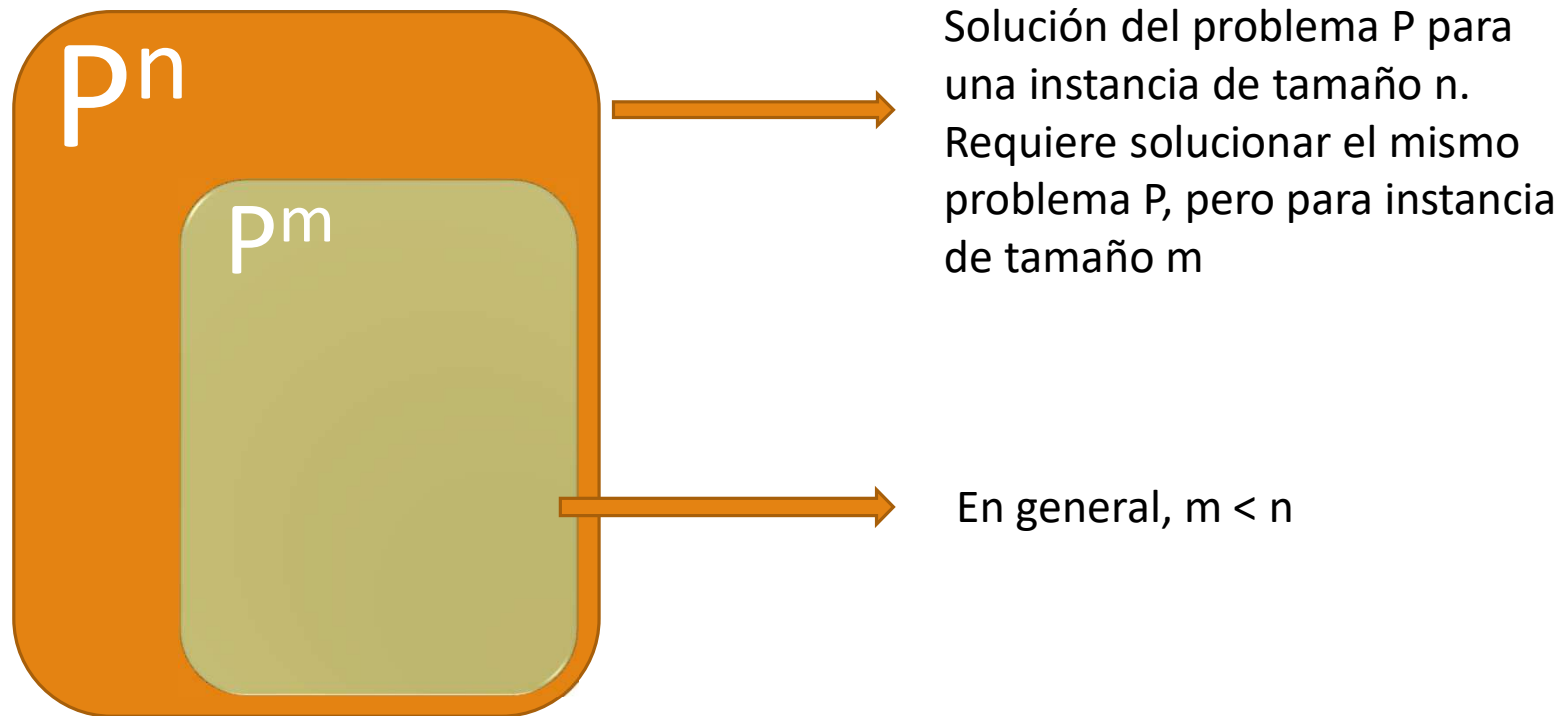 Pn
Pm
Solución del problema P para
una instancia de tamaño n.
Requiere solucionar el mismo
problema P, pero para instancia
de tamaño m
En general, m < n